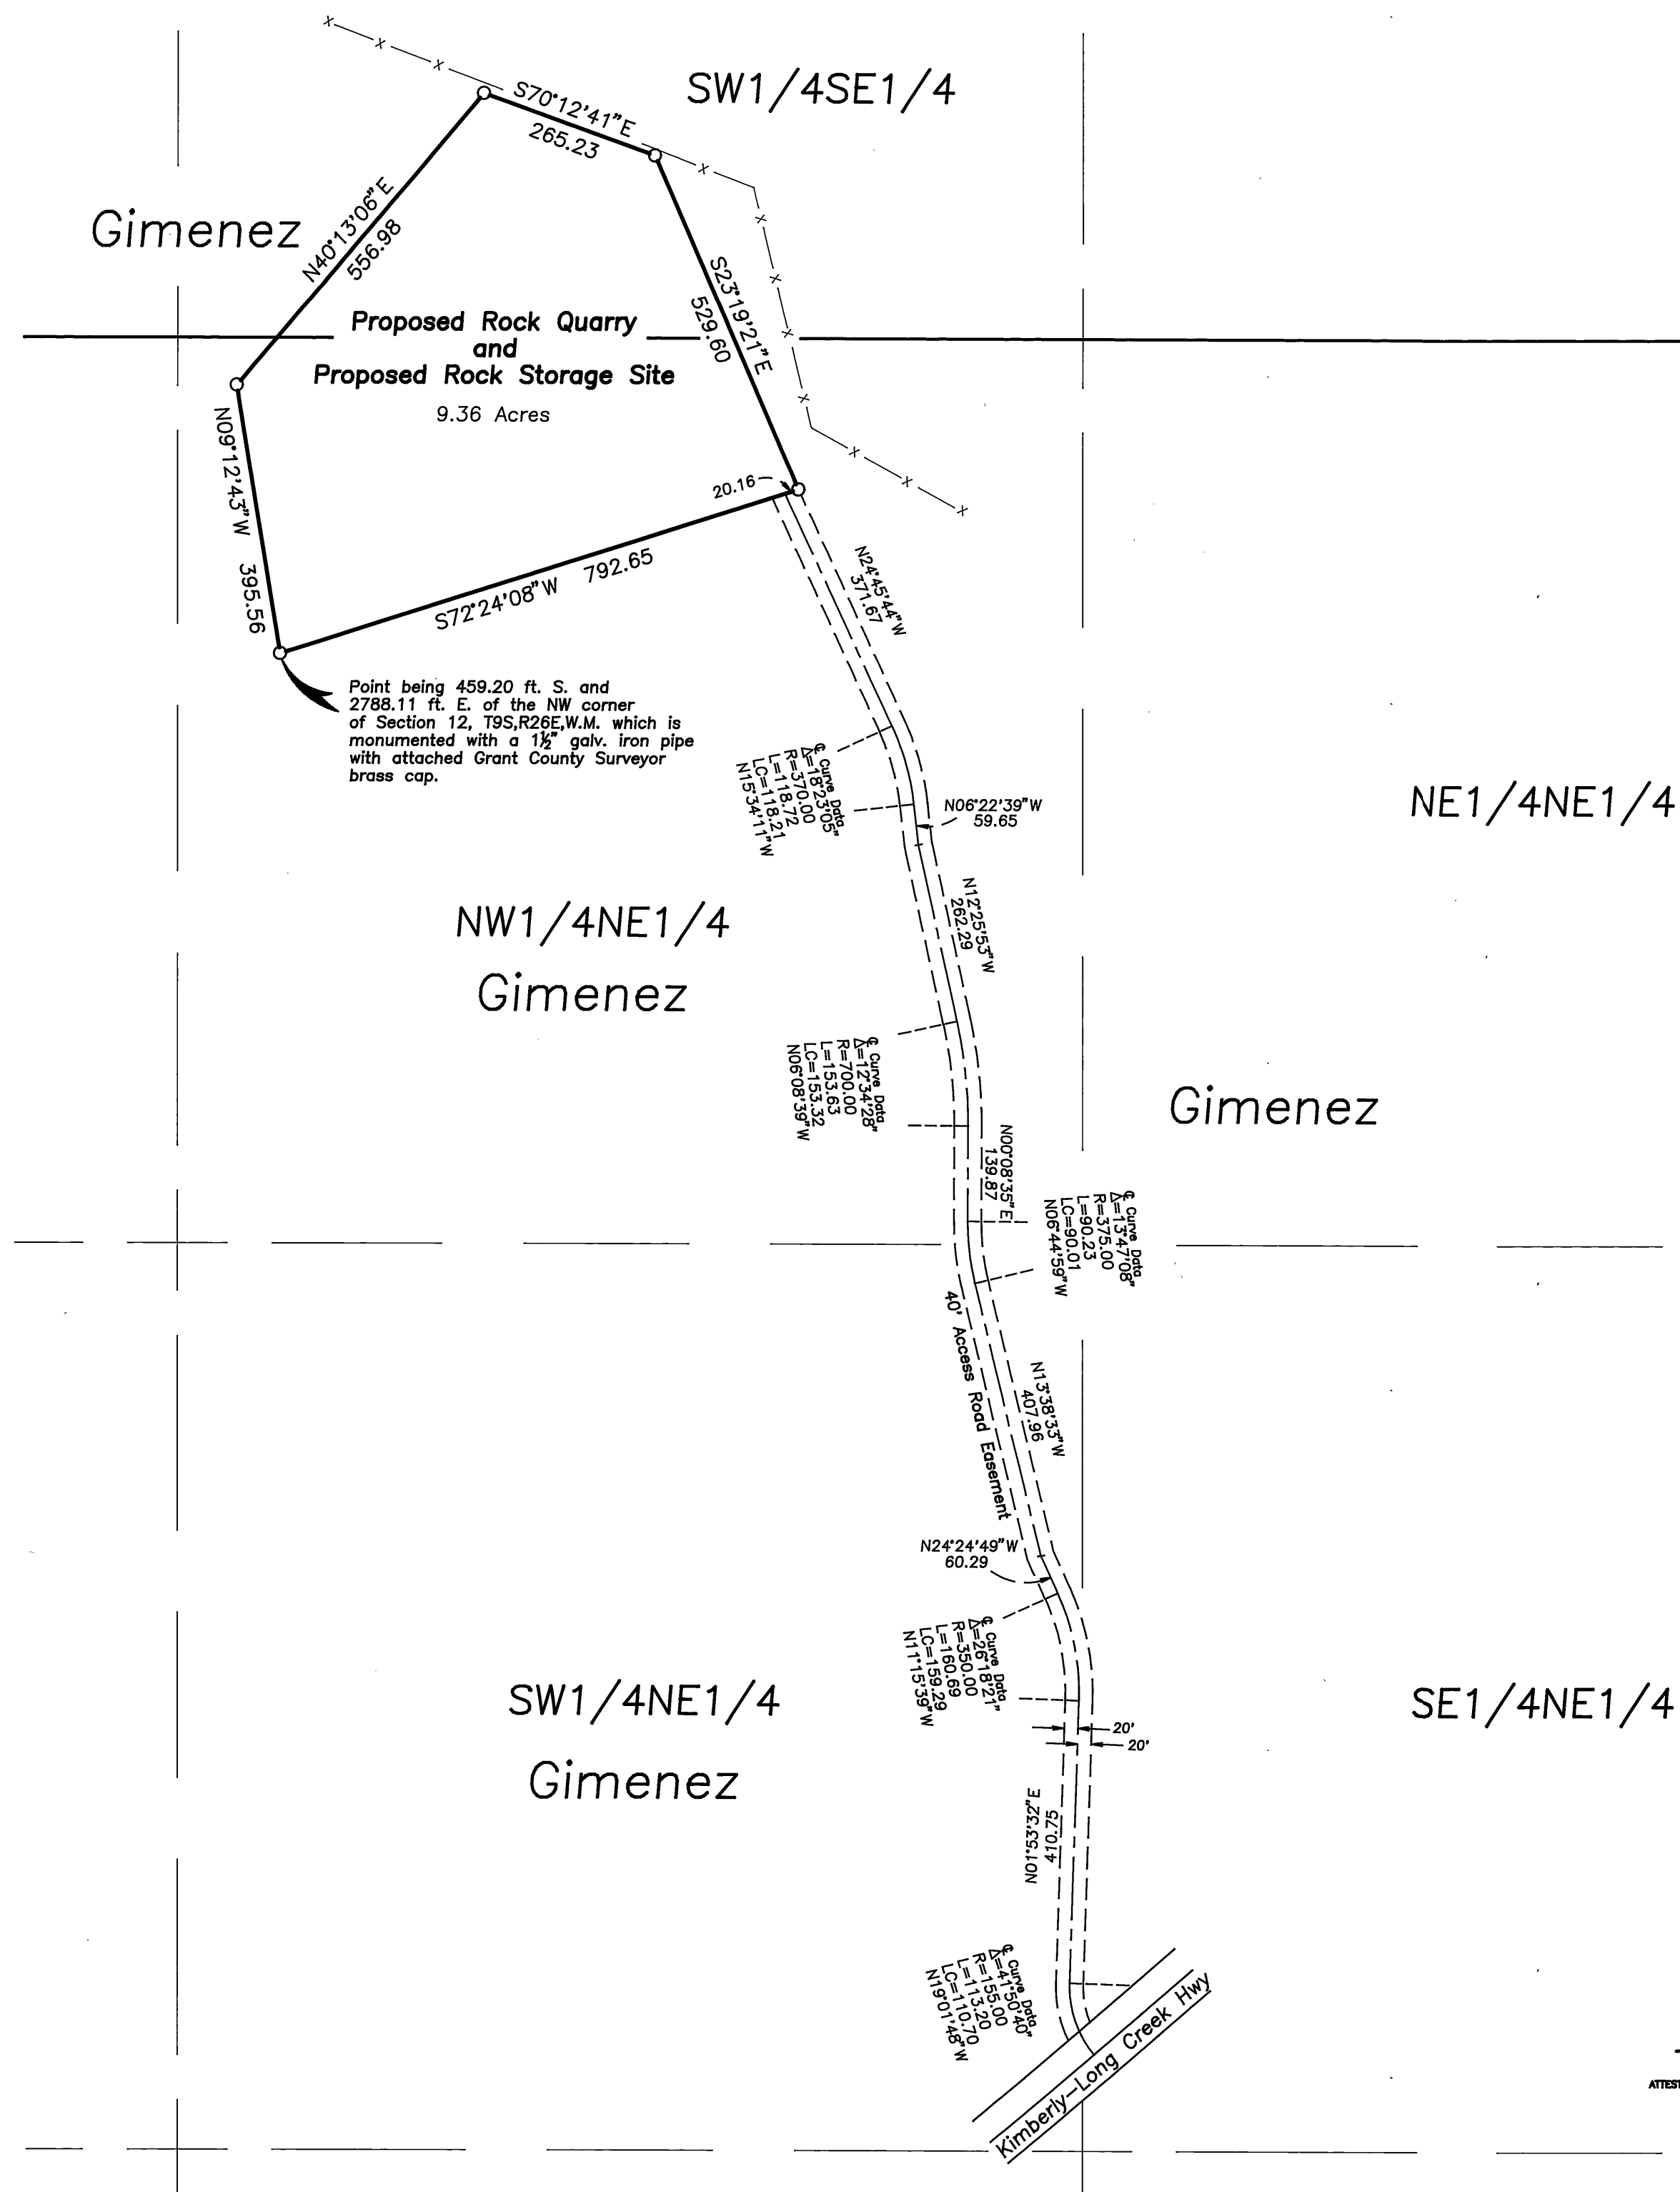 SW1/4SE1/4
S70°12'41"E
265.23
Gimenez
N40°13'06"E
556.98
S23°19'21"E
529.60
Proposed Rock Quarry
and
Proposed Rock Storage Site
9.36 Acres
N09°12'43"W 395.56
20.16
S72°24'08"W 792.65
N24°45'44"W
371.67
Point being 459.20 ft. S. and
2788.11 ft. E. of the NW corner
of Section 12, T9S,R26E,W.M. which is
monumented with a 1½" galv. iron pipe
with attached Grant County Surveyor
brass cap.
℄ Curve Data
Δ=18°23'05"
R=370.00
L=118.72
LC=118.21
N15°34'11"W
N06°22'39"W
59.65
NE1/4NE1/4
N12°25'53"W
262.29
NW1/4NE1/4
Gimenez
℄ Curve Data
Δ=12°34'28"
R=700.00
L=153.63
LC=153.32
N06°08'39"W
Gimenez
N00°08'35"E
139.87
℄ Curve Data
Δ=13°47'08"
R=375.00
L=90.23
LC=90.01
N06°44'59"W
40' Access Road Easement
N13°38'33"W
407.96
N24°24'49"W
60.29
℄ Curve Data
Δ=26°18'21"
R=350.00
L=160.69
LC=159.29
N11°15'39"W
SW1/4NE1/4
Gimenez
SE1/4NE1/4
20'
20'
N01°53'32"E
410.75
℄ Curve Data
Δ=41°50'40"
R=155.00
L=113.20
LC=110.70
N19°01'48"W
Kimberly-Long Creek Hwy
ATTEST